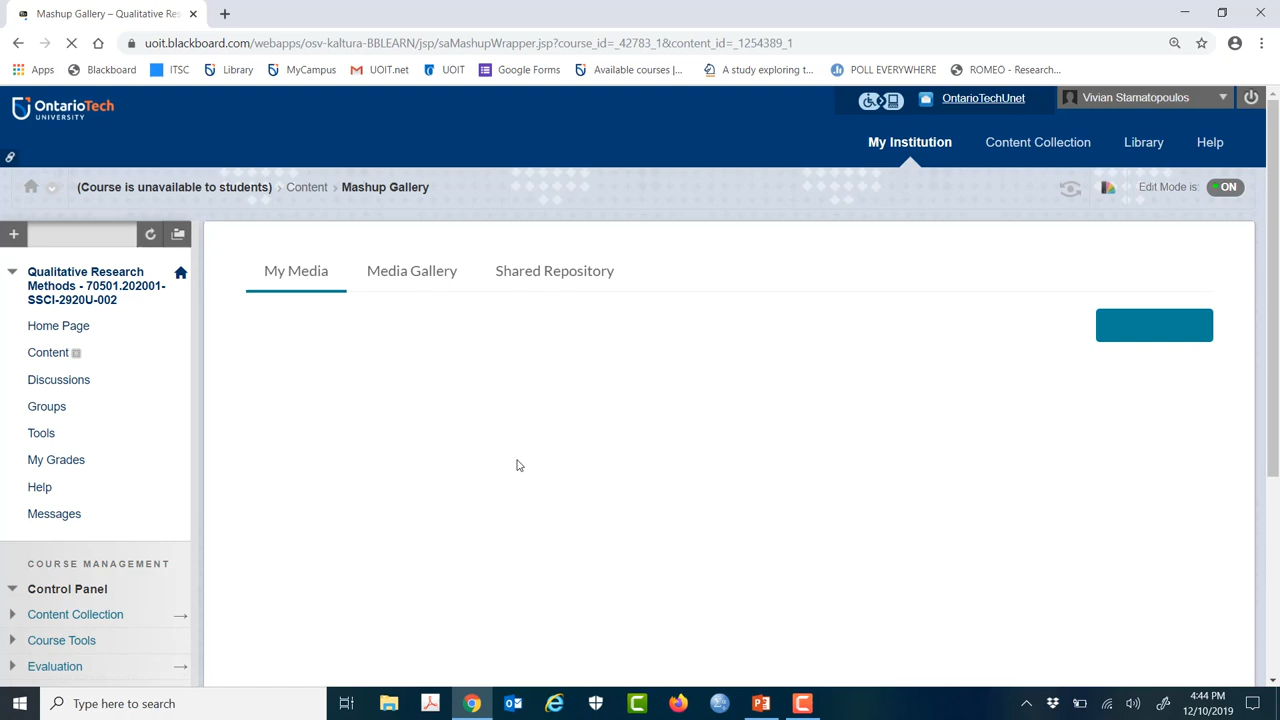 Mashup Gallery – Qualitative Res
uoit.blackboard.com/webapps/osv-kaltura-BBLEARN/jsp/saMashupWrapper.jsp?course_id=_42783_1&content_id=_1254389_1
Apps Blackboard ITSC Library MyCampus UOIT.net UOIT Google Forms Available courses |... A study exploring t... POLL EVERYWHERE ROMEO - Research...
OntarioTech
UNIVERSITY
OntarioTechUnet Vivian Stamatopoulos
My Institution Content Collection Library Help
(Course is unavailable to students) > Content > Mashup Gallery Edit Mode is: ON
Qualitative Research
Methods - 70501.202001-
SSCI-2920U-002
Home Page
Content
Discussions
Groups
Tools
My Grades
Help
Messages
My Media Media Gallery Shared Repository
COURSE MANAGEMENT
Control Panel
Content Collection
Course Tools
Evaluation
Type here to search
4:44 PM
12/10/2019